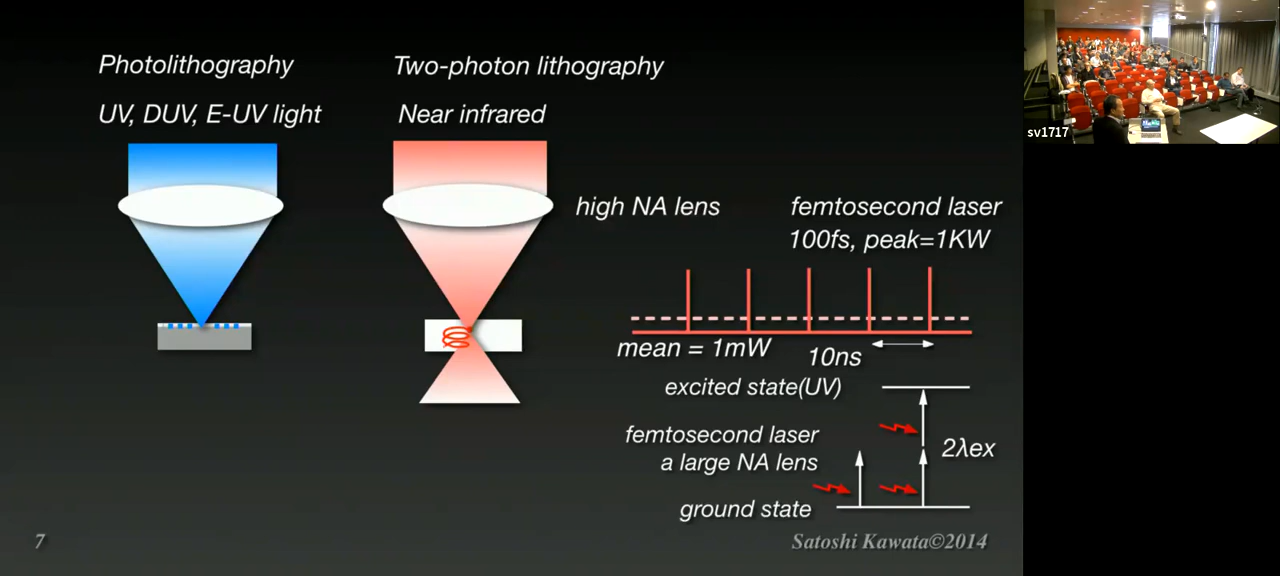 Photolithography
UV, DUV, E-UV light
Two-photon lithography
Near infrared
high NA lens
femtosecond laser
100fs, peak=1KW
mean = 1mW
10ns
excited state(UV)
femtosecond laser
a large NA lens
2λex
ground state
7
Satoshi Kawata©2014
sv1717